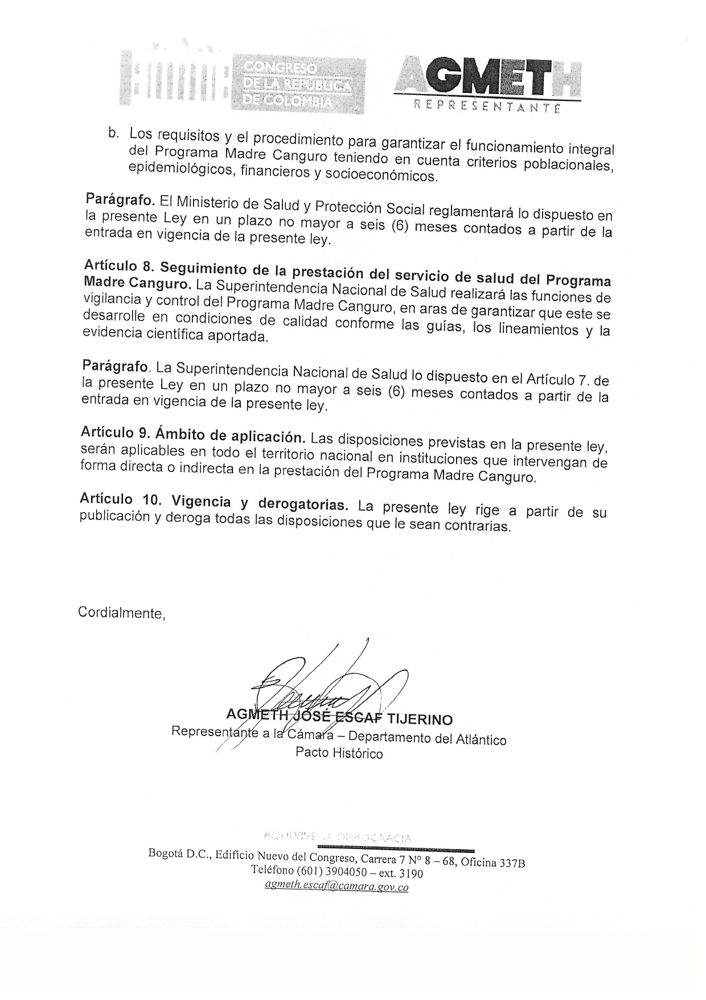 CONGRESO
DE LA REPÚBLICA
DE COLOMBIA
AGMETH
REPRESENTANTE
b. Los requisitos y el procedimiento para garantizar el funcionamiento integral
del Programa Madre Canguro teniendo en cuenta criterios poblacionales,
epidemiológicos, financieros y socioeconómicos.
Parágrafo. El Ministerio de Salud y Protección Social reglamentará lo dispuesto en
la presente Ley en un plazo no mayor a seis (6) meses contados a partir de la
entrada en vigencia de la presente ley.
Artículo 8. Seguimiento de la prestación del servicio de salud del Programa
Madre Canguro. La Superintendencia Nacional de Salud realizará las funciones de
vigilancia y control del Programa Madre Canguro, en aras de garantizar que este se
desarrolle en condiciones de calidad conforme las guías, los lineamientos y la
evidencia científica aportada.
Parágrafo. La Superintendencia Nacional de Salud lo dispuesto en el Artículo 7. de
la presente Ley en un plazo no mayor a seis (6) meses contados a partir de la
entrada en vigencia de la presente ley.
Artículo 9. Ámbito de aplicación. Las disposiciones previstas en la presente ley,
serán aplicables en todo el territorio nacional en instituciones que intervengan de
forma directa o indirecta en la prestación del Programa Madre Canguro.
Artículo 10. Vigencia y derogatorias. La presente ley rige a partir de su
publicación y deroga todas las disposiciones que le sean contrarias.
Cordialmente,
AGMETH JOSÉ ESCAF TIJERINO
Representante a la Cámara – Departamento del Atlántico
Pacto Histórico
AQUÍ VIVE LA DEMOCRACIA
Bogotá D.C., Edificio Nuevo del Congreso, Carrera 7 N° 8 – 68, Oficina 337B
Teléfono (601) 3904050 – ext. 3190
agmeth.escaf@camara.gov.co